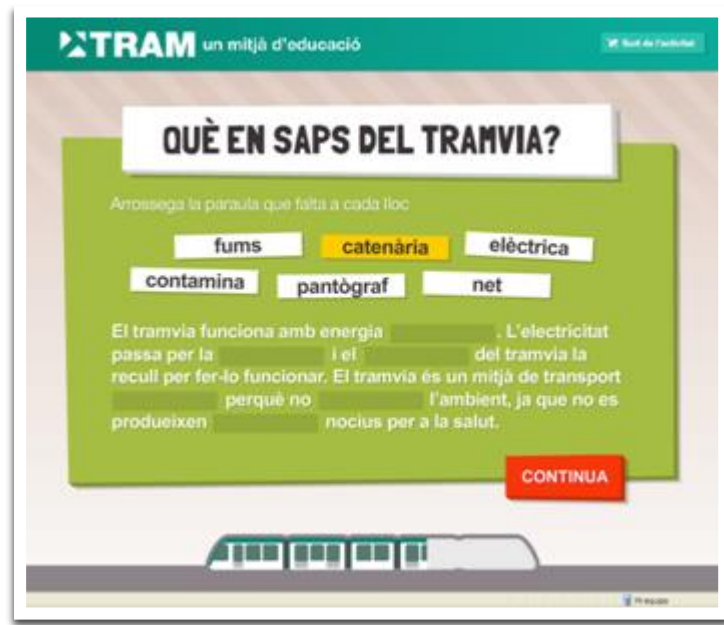 TRAM un mitjà d'educació
Surt de l'activitat
QUÈ EN SAPS DEL TRAMVIA?
Arrossega la paraula que falta a cada lloc
fums catenària elèctrica
contamina pantògraf net
El tramvia funciona amb energia . L'electricitat
passa per la i el del tramvia la
recull per fer-lo funcionar. El tramvia és un mitjà de transport
perquè no l'ambient, ja que no es
produeixen nocius per a la salut.
CONTINUA